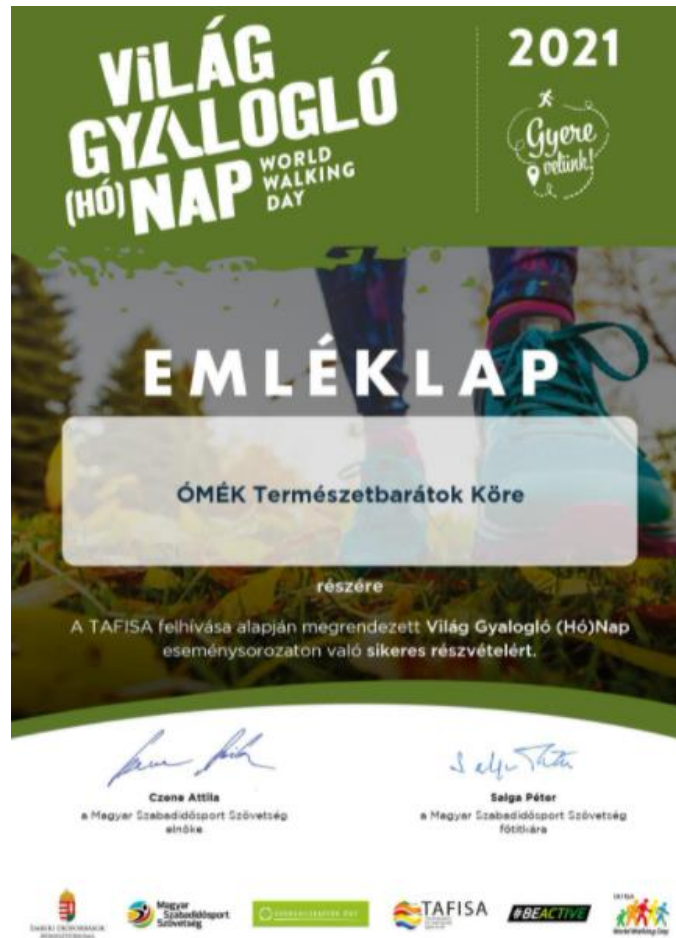 VILÁG
GYALOGLÓ
(HÓ) NAP
WORLD
WALKING
DAY
2021
Gyere
velünk!
EMLÉKLAP
ÓMÉK Természetbarátok Köre
részére
A TAFISA felhívása alapján megrendezett Világ Gyalogló (Hó)Nap
eseménysorozaton való sikeres részvételért.
Czene Attila
a Magyar Szabadidősport Szövetség
elnöke
Salga Péter
a Magyar Szabadidősport Szövetség
főtitkára
Magyar
Szabadidősport
Szövetség
TAFISA
#BEACTIVE
World Walking Day